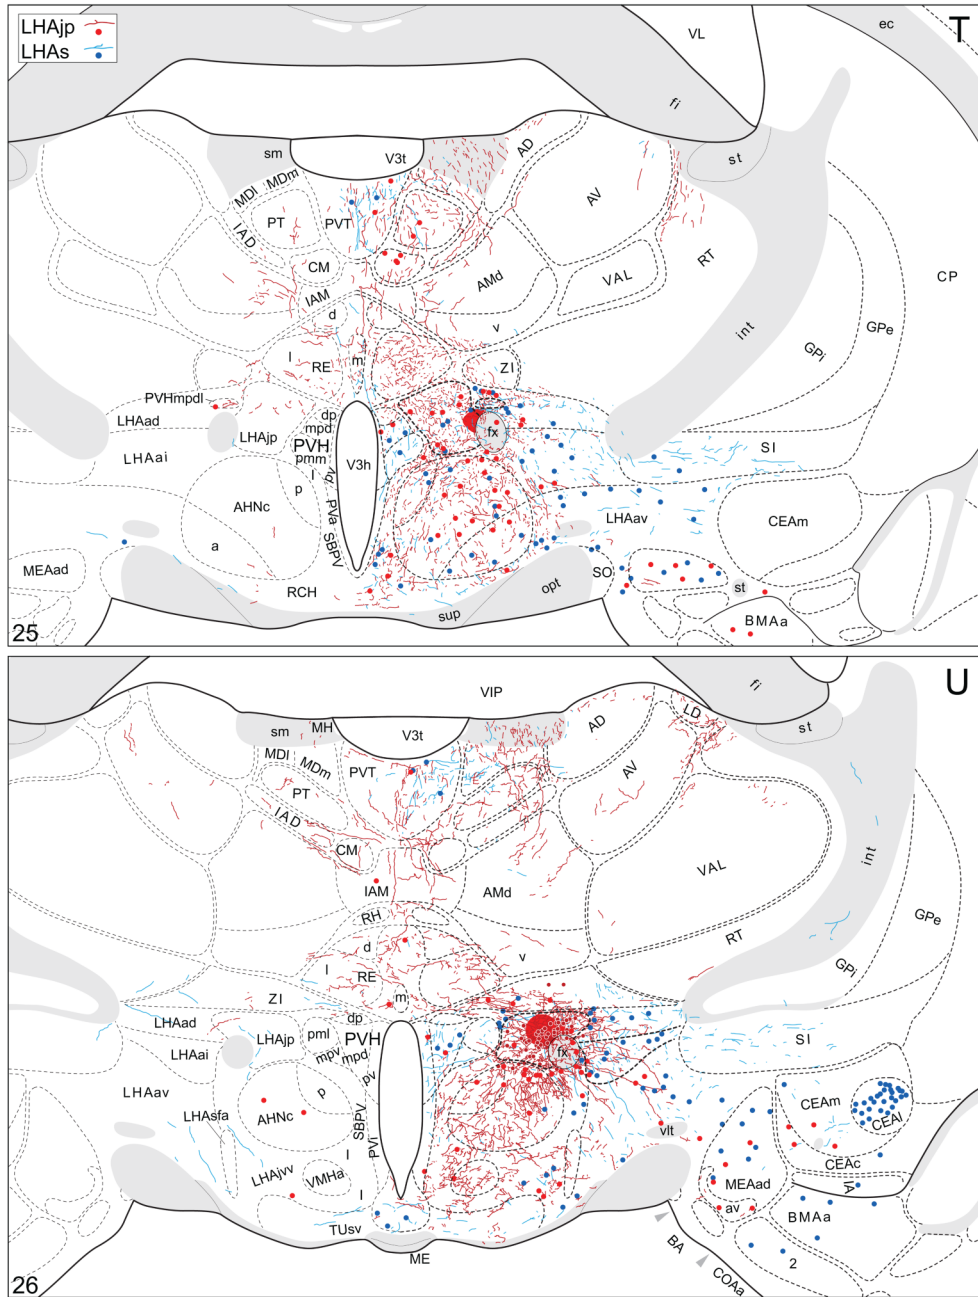 LHAjp
LHAs
T
VL
ec
fi
sm
V3t
AD
st
MDl
MDm
AV
PT
PVT
IAD
RT
CM
AMd
VAL
CP
IAM
d
v
int
GPe
l
RE
m
ZI
GPi
PVHmpdl
LHAad
dp
mpd
LHAjp
PVH
fx
LHAai
pmm
V3h
SI
l
pv
p
AHNc
PVa
LHAav
CEAm
a
SBPV
MEAad
SO
st
RCH
opt
sup
BMAa
25
U
VIP
fi
MH
sm
V3t
LD
st
AD
MDl
MDm
PVT
AV
PT
IAD
CM
int
VAL
IAM
AMd
GPe
RH
RT
d
v
GPi
l
RE
m
ZI
dp
LHAad
LHAjp
pml
PVH
SI
LHAai
mpv
mpd
fx
pv
LHAav
p
CEAm
LHAsfa
AHNc
SBPV
PVi
vlt
CEAl
CEAc
l
LHAjvv
VMHa
MEAad
IA
av
BMAa
l
TUsv
ME
BA
2
COAa
26